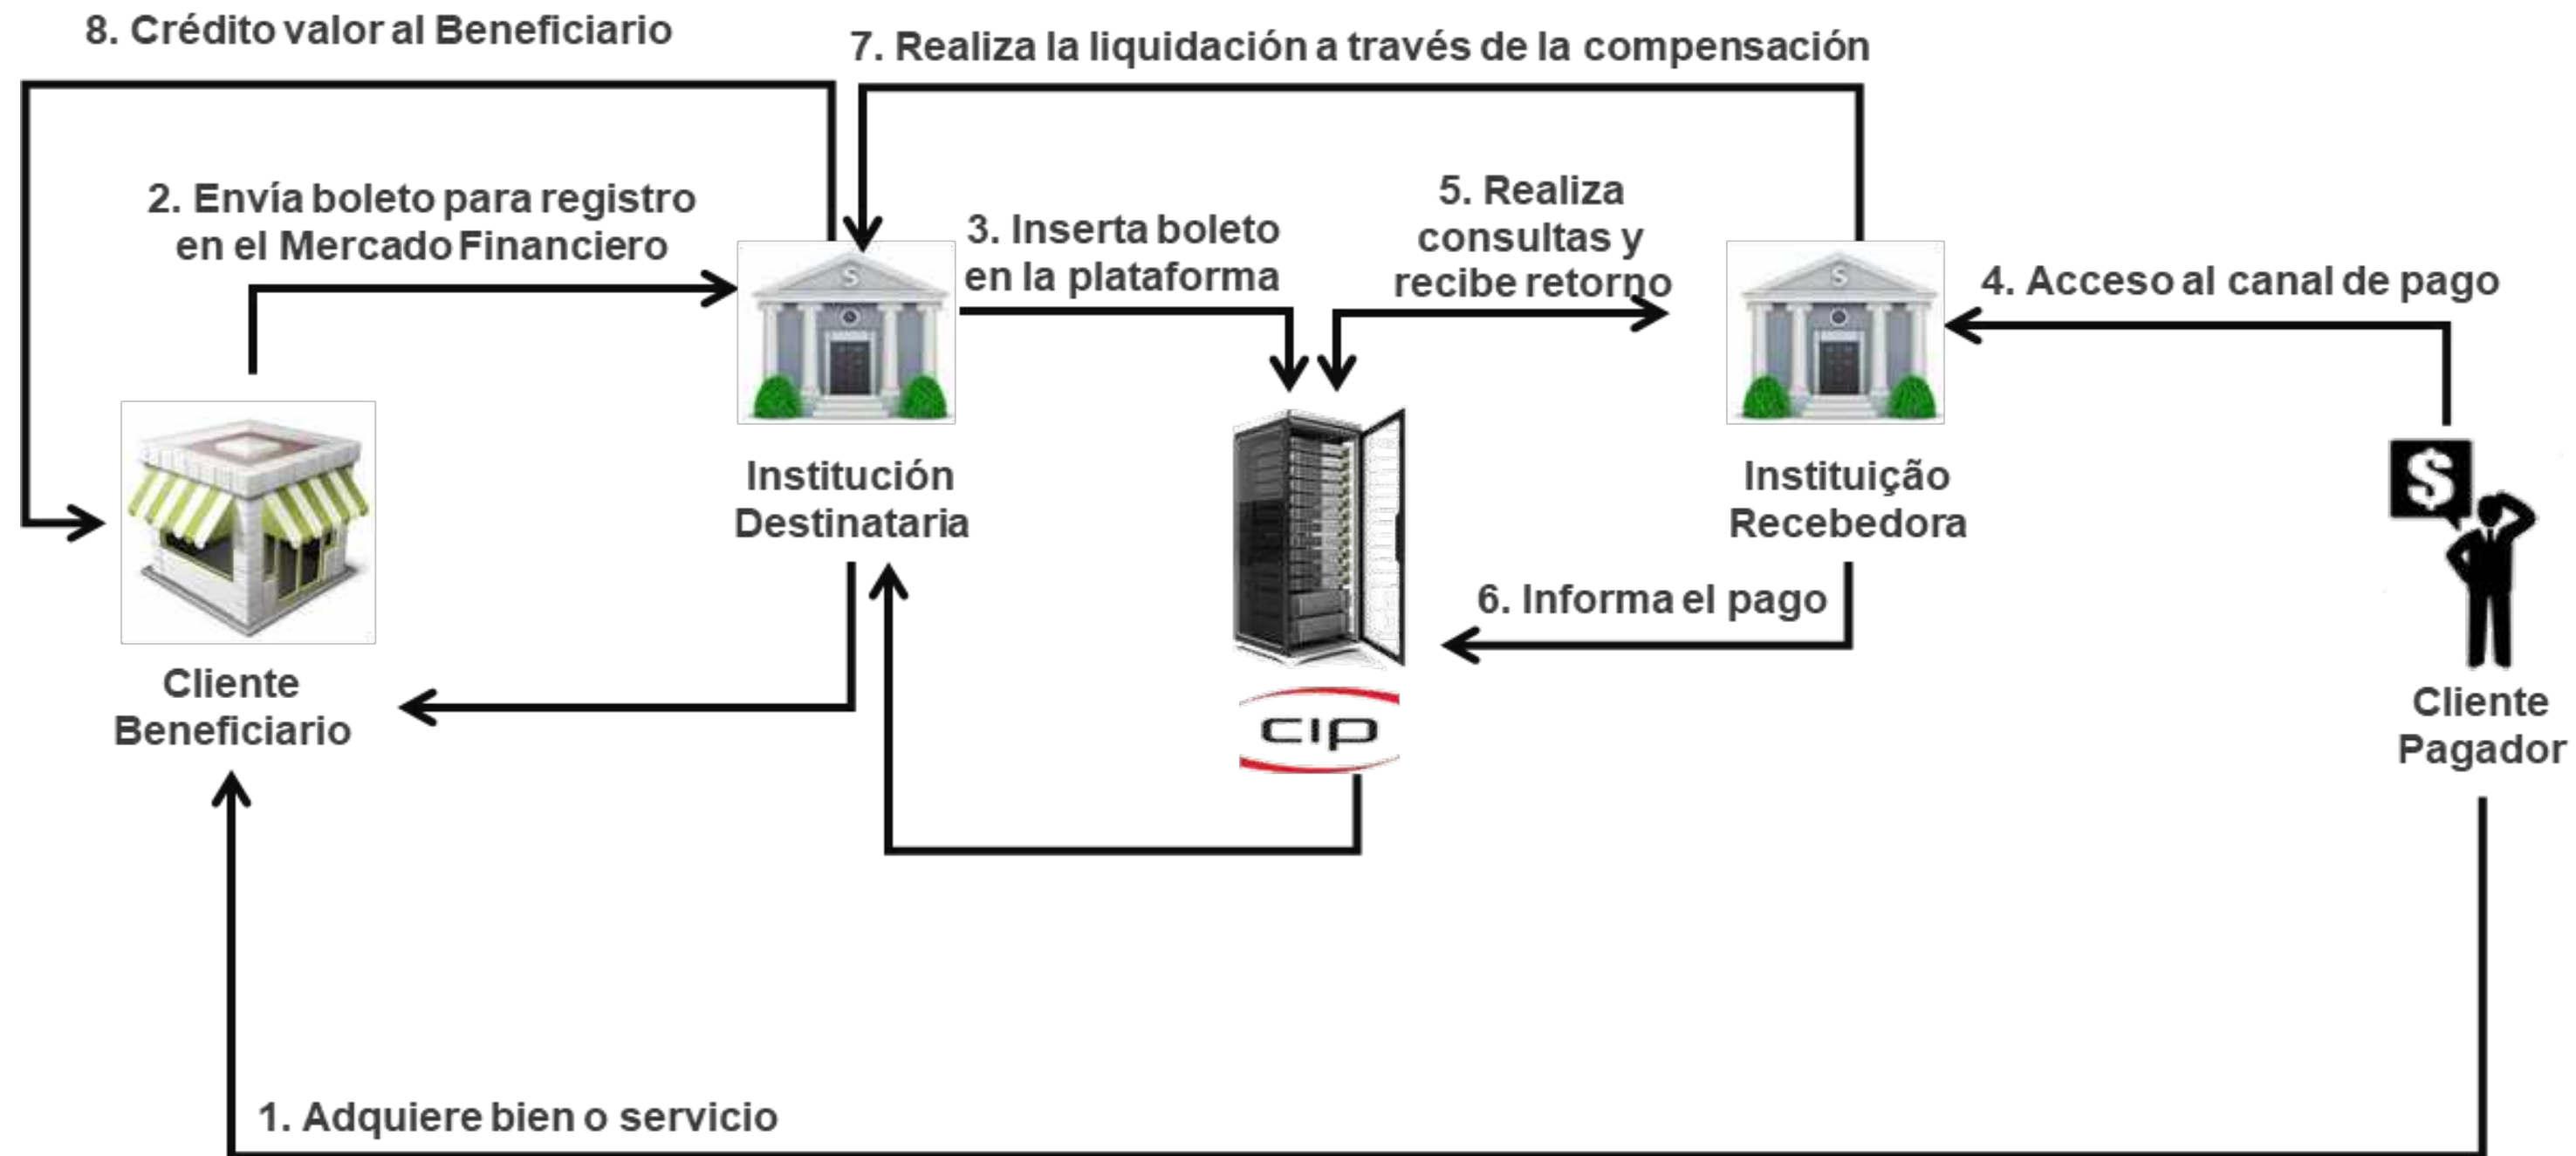 8. Crédito valor al Beneficiario
7. Realiza la liquidación a través de la compensación
2. Envía boleto para registro
en el Mercado Financiero
3. Inserta boleto
en la plataforma
5. Realiza
consultas y
recibe retorno
4. Acceso al canal de pago
$
$
$
Institución
Destinataria
Instituição
Recebedora
6. Informa el pago
Cliente
Beneficiario
cip
Cliente
Pagador
1. Adquiere bien o servicio